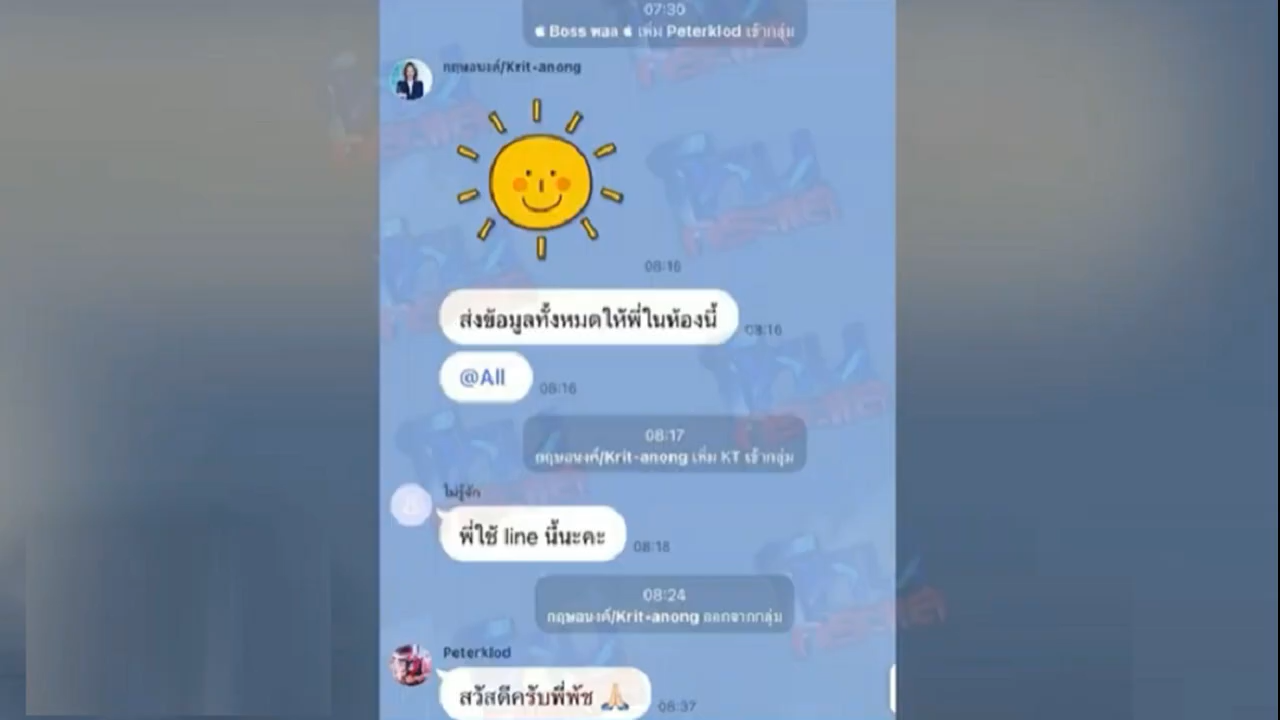 07:30
Boss พอล เพิ่ม Peterklod เข้ากลุ่ม
กฤษอนงค์/Krit-anong
08:16
ส่งข้อมูลทั้งหมดให้พี่ในห้องนี้
08:16
@All
08:16
08:17
กฤษอนงค์/Krit-anong เพิ่ม KT เข้ากลุ่ม
ไม่รู้จัก
พี่ใช้ line นี้นะคะ
08:18
08:24
กฤษอนงค์/Krit-anong ออกจากกลุ่ม
Peterklod
สวัสดีครับพี่พัช 🙏🏻
08:37